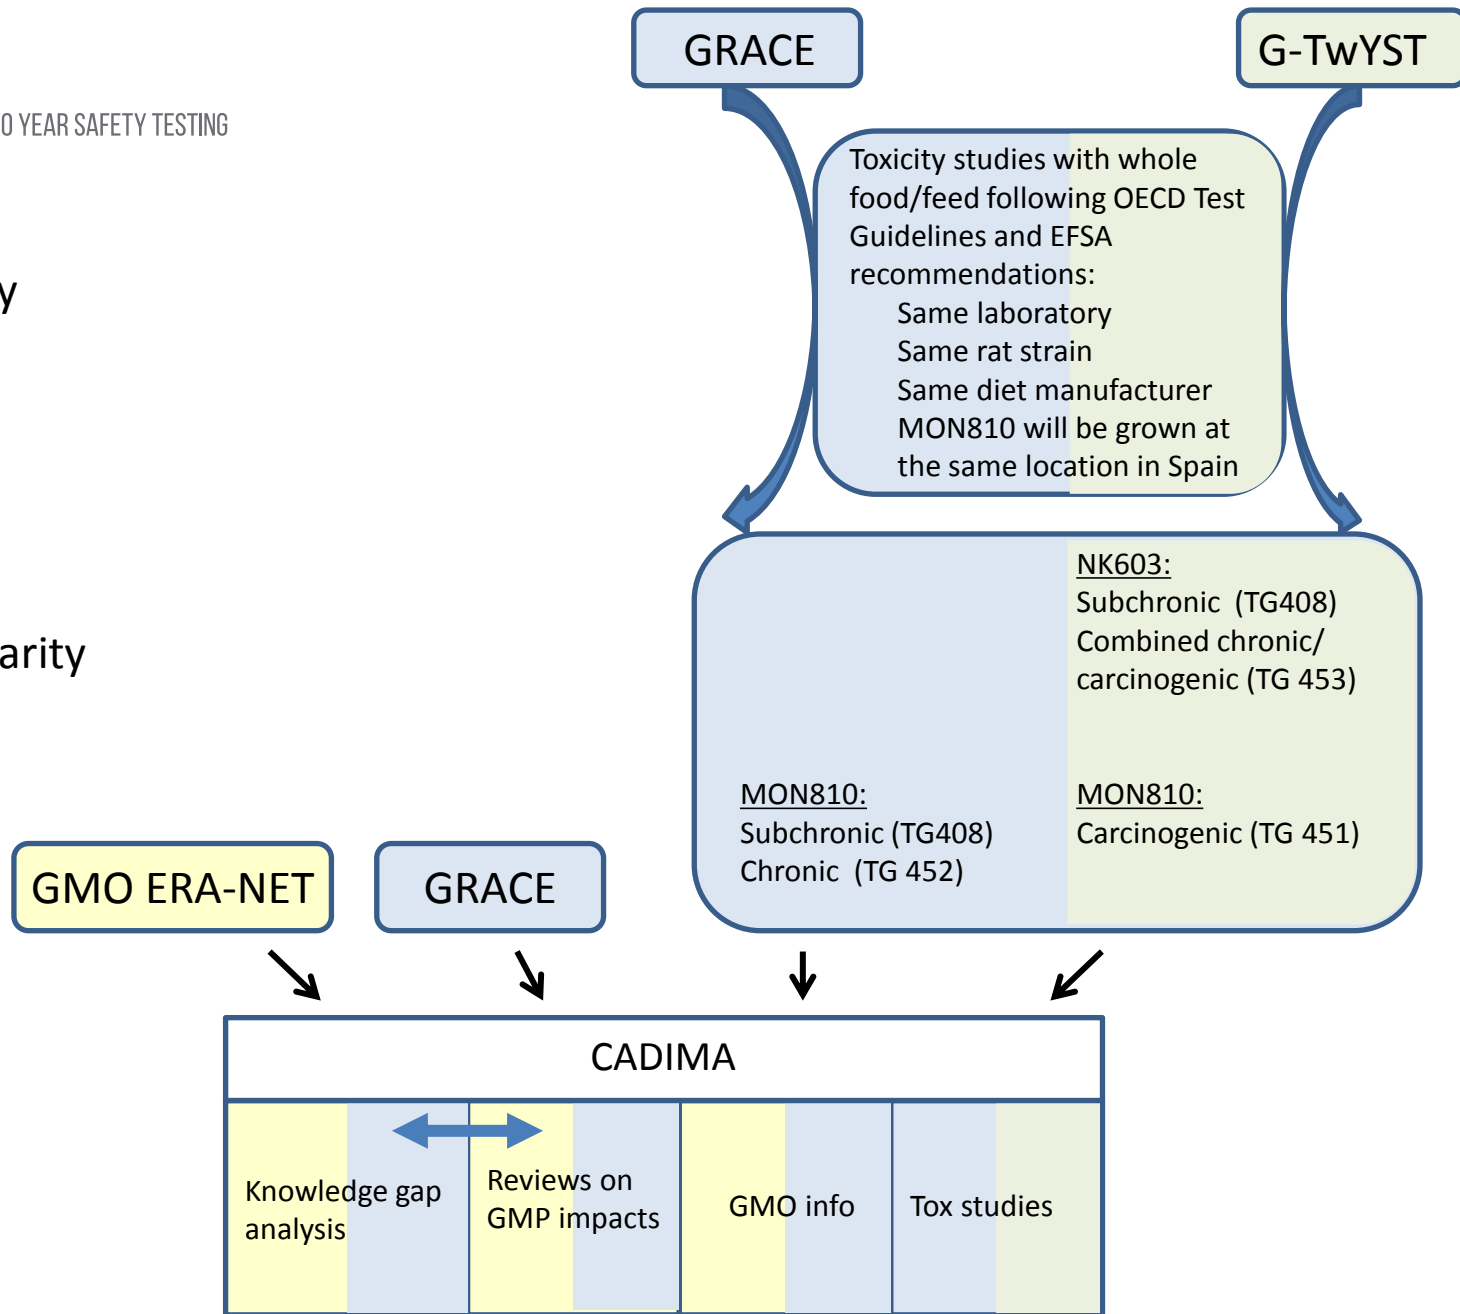 GRACE
G-TwYST
0 YEAR SAFETY TESTING
Toxicity studies with whole
food/feed following OECD Test
Guidelines and EFSA
recommendations:
Same laboratory
Same rat strain
Same diet manufacturer
MON810 will be grown at
the same location in Spain
y
NK603:
Subchronic (TG408)
Combined chronic/
carcinogenic (TG 453)
arity
MON810:
Subchronic (TG408)
Chronic (TG 452)
MON810:
Carcinogenic (TG 451)
GMO ERA-NET
GRACE
CADIMA
Knowledge gap
analysis
Reviews on
GMP impacts
GMO info
Tox studies